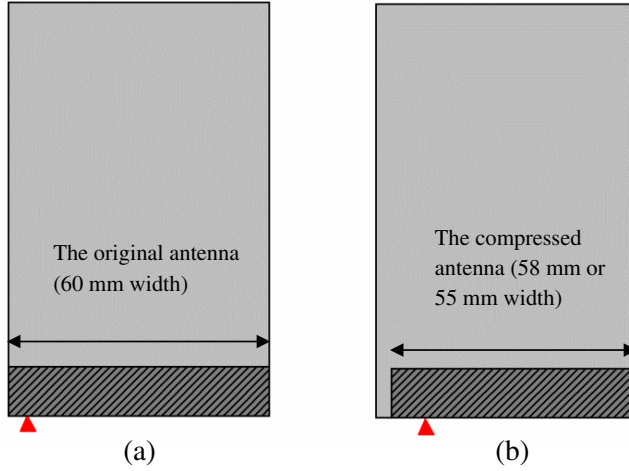 The original antenna
(60 mm width)
The compressed
antenna (58 mm or
55 mm width)
(a)
(b)